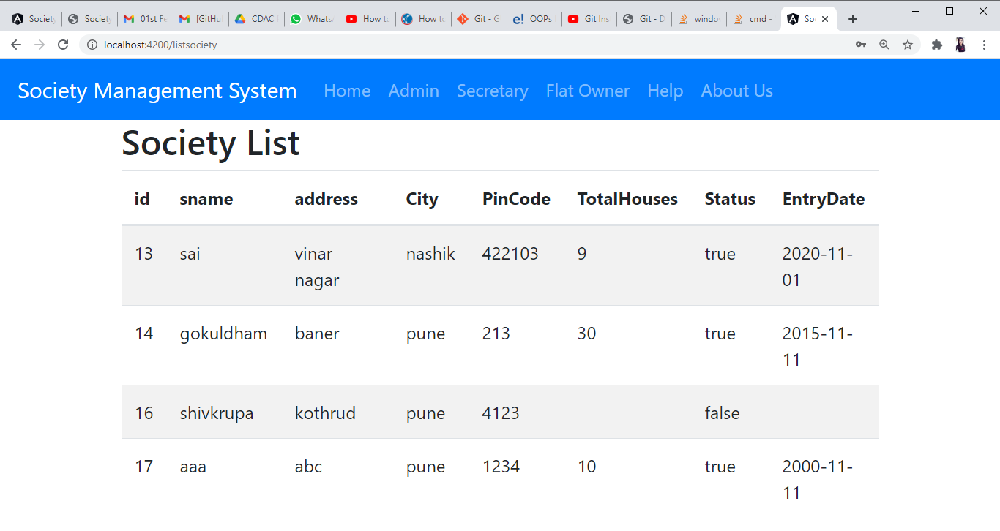 Society Society 01st Fe [GitHu CDAC Whats How to How to Git - G e! OOPs Git Ins Git - D windo cmd - So
localhost:4200/listsociety
Society Management System Home Admin Secretary Flat Owner Help About Us
Society List
id sname address City PinCode TotalHouses Status EntryDate
13 sai vinar nashik 422103 9 true 2020-11-
nagar 01
14 gokuldham baner pune 213 30 true 2015-11-
11
16 shivkrupa kothrud pune 4123 false
17 aaa abc pune 1234 10 true 2000-11-
11